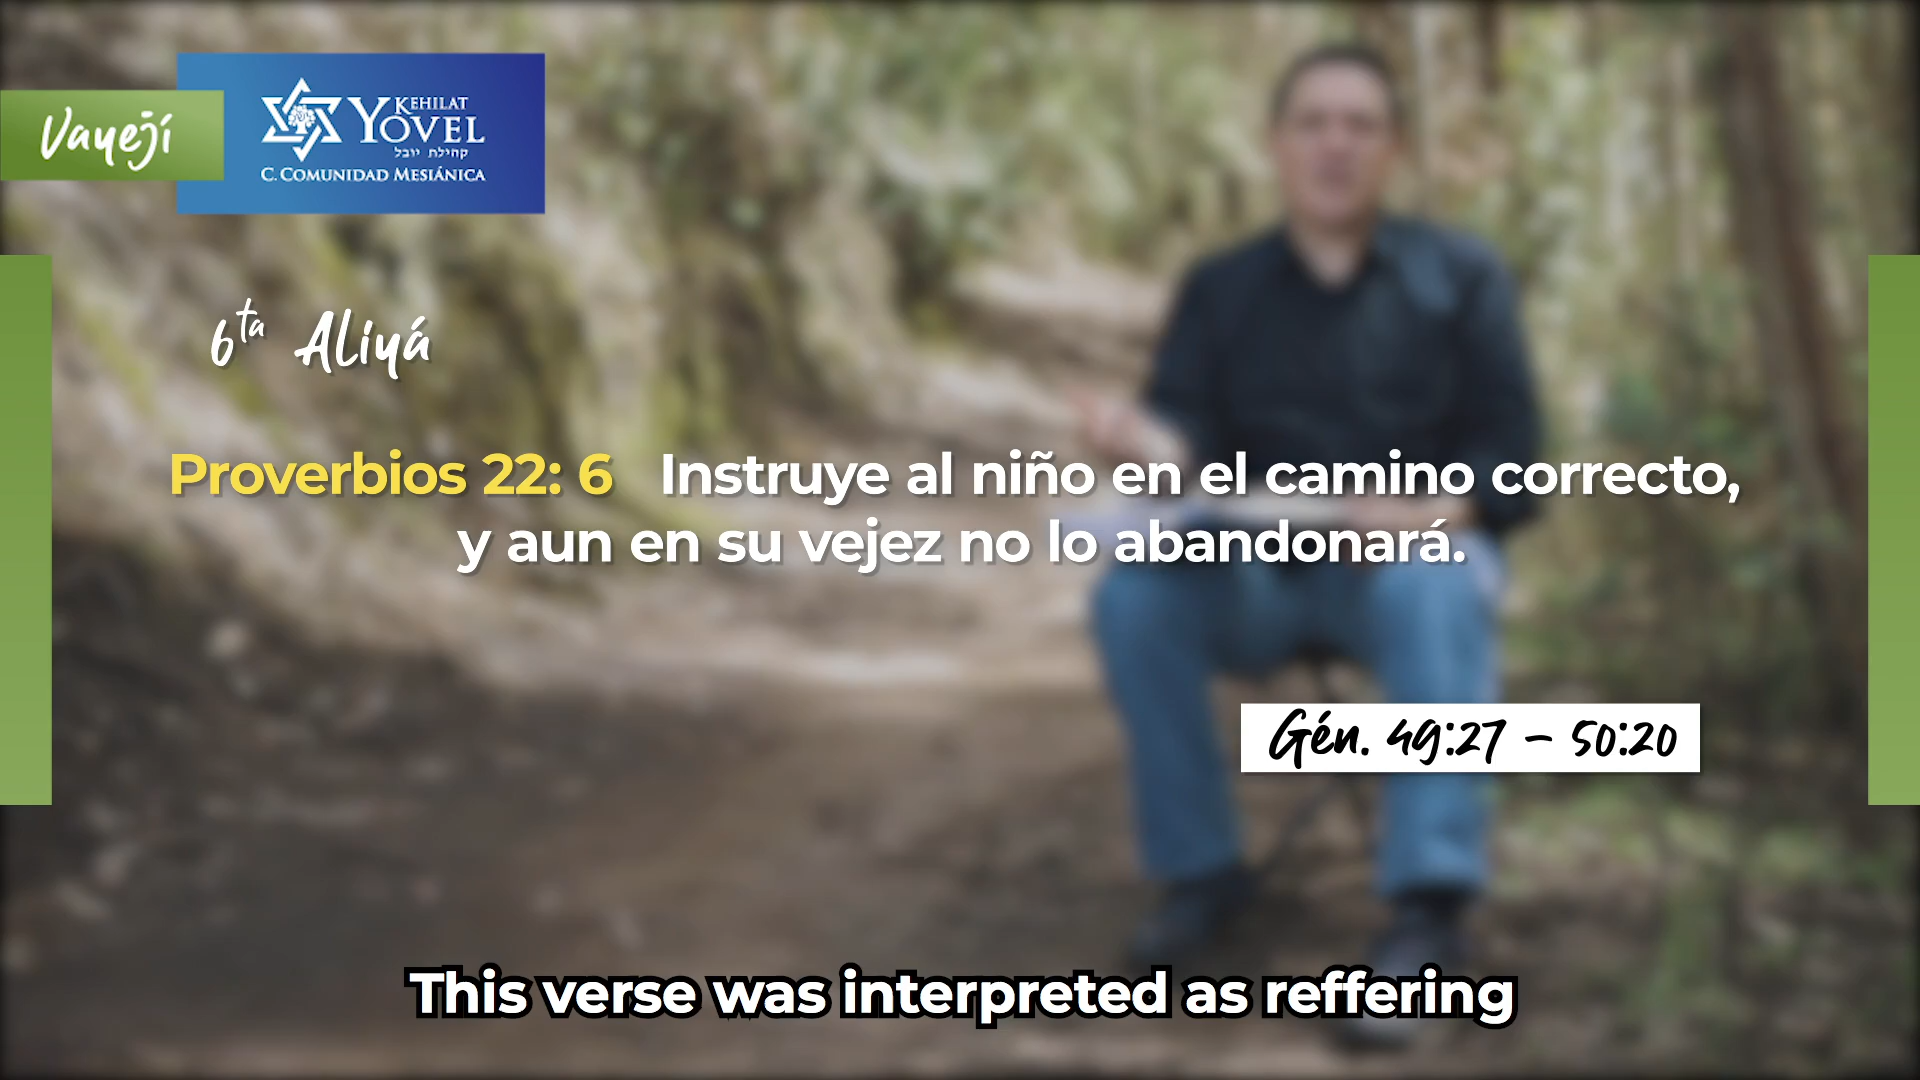 Vayejí
KEHILAT
YOVEL
קהילת יובל
C. COMUNIDAD MESIÁNICA
6ta ALiyá
Proverbios 22: 6 Instruye al niño en el camino correcto,
y aun en su vejez no lo abandonará.
Gén. 49:27 – 50:20
This verse was interpreted as reffering